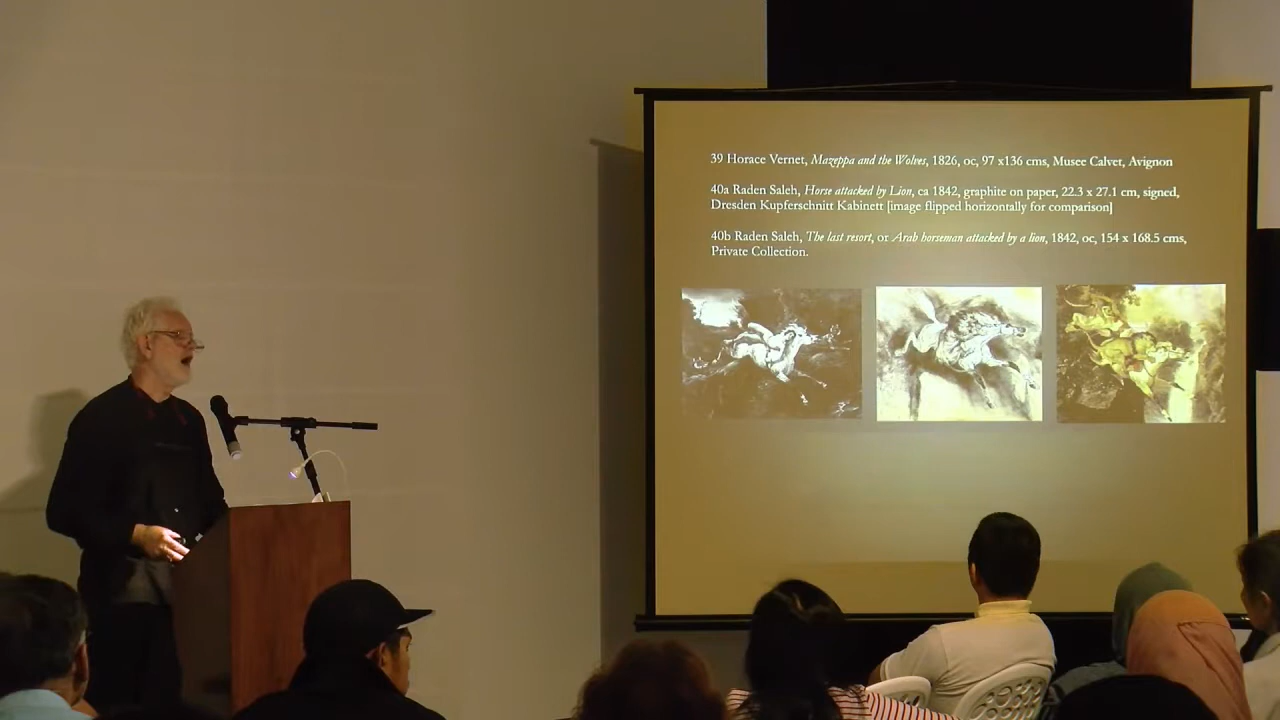 39 Horace Vernet, Mazeppa and the Wolves, 1826, oc, 97 x136 cms, Musee Calvet, Avignon
40a Raden Saleh, Horse attacked by Lion, ca 1842, graphite on paper, 22.3 x 27.1 cm, signed,
Dresden Kupferschnitt Kabinett [image flipped horizontally for comparison]
40b Raden Saleh, The last resort, or Arab horseman attacked by a lion, 1842, oc, 154 x 168.5 cms,
Private Collection.